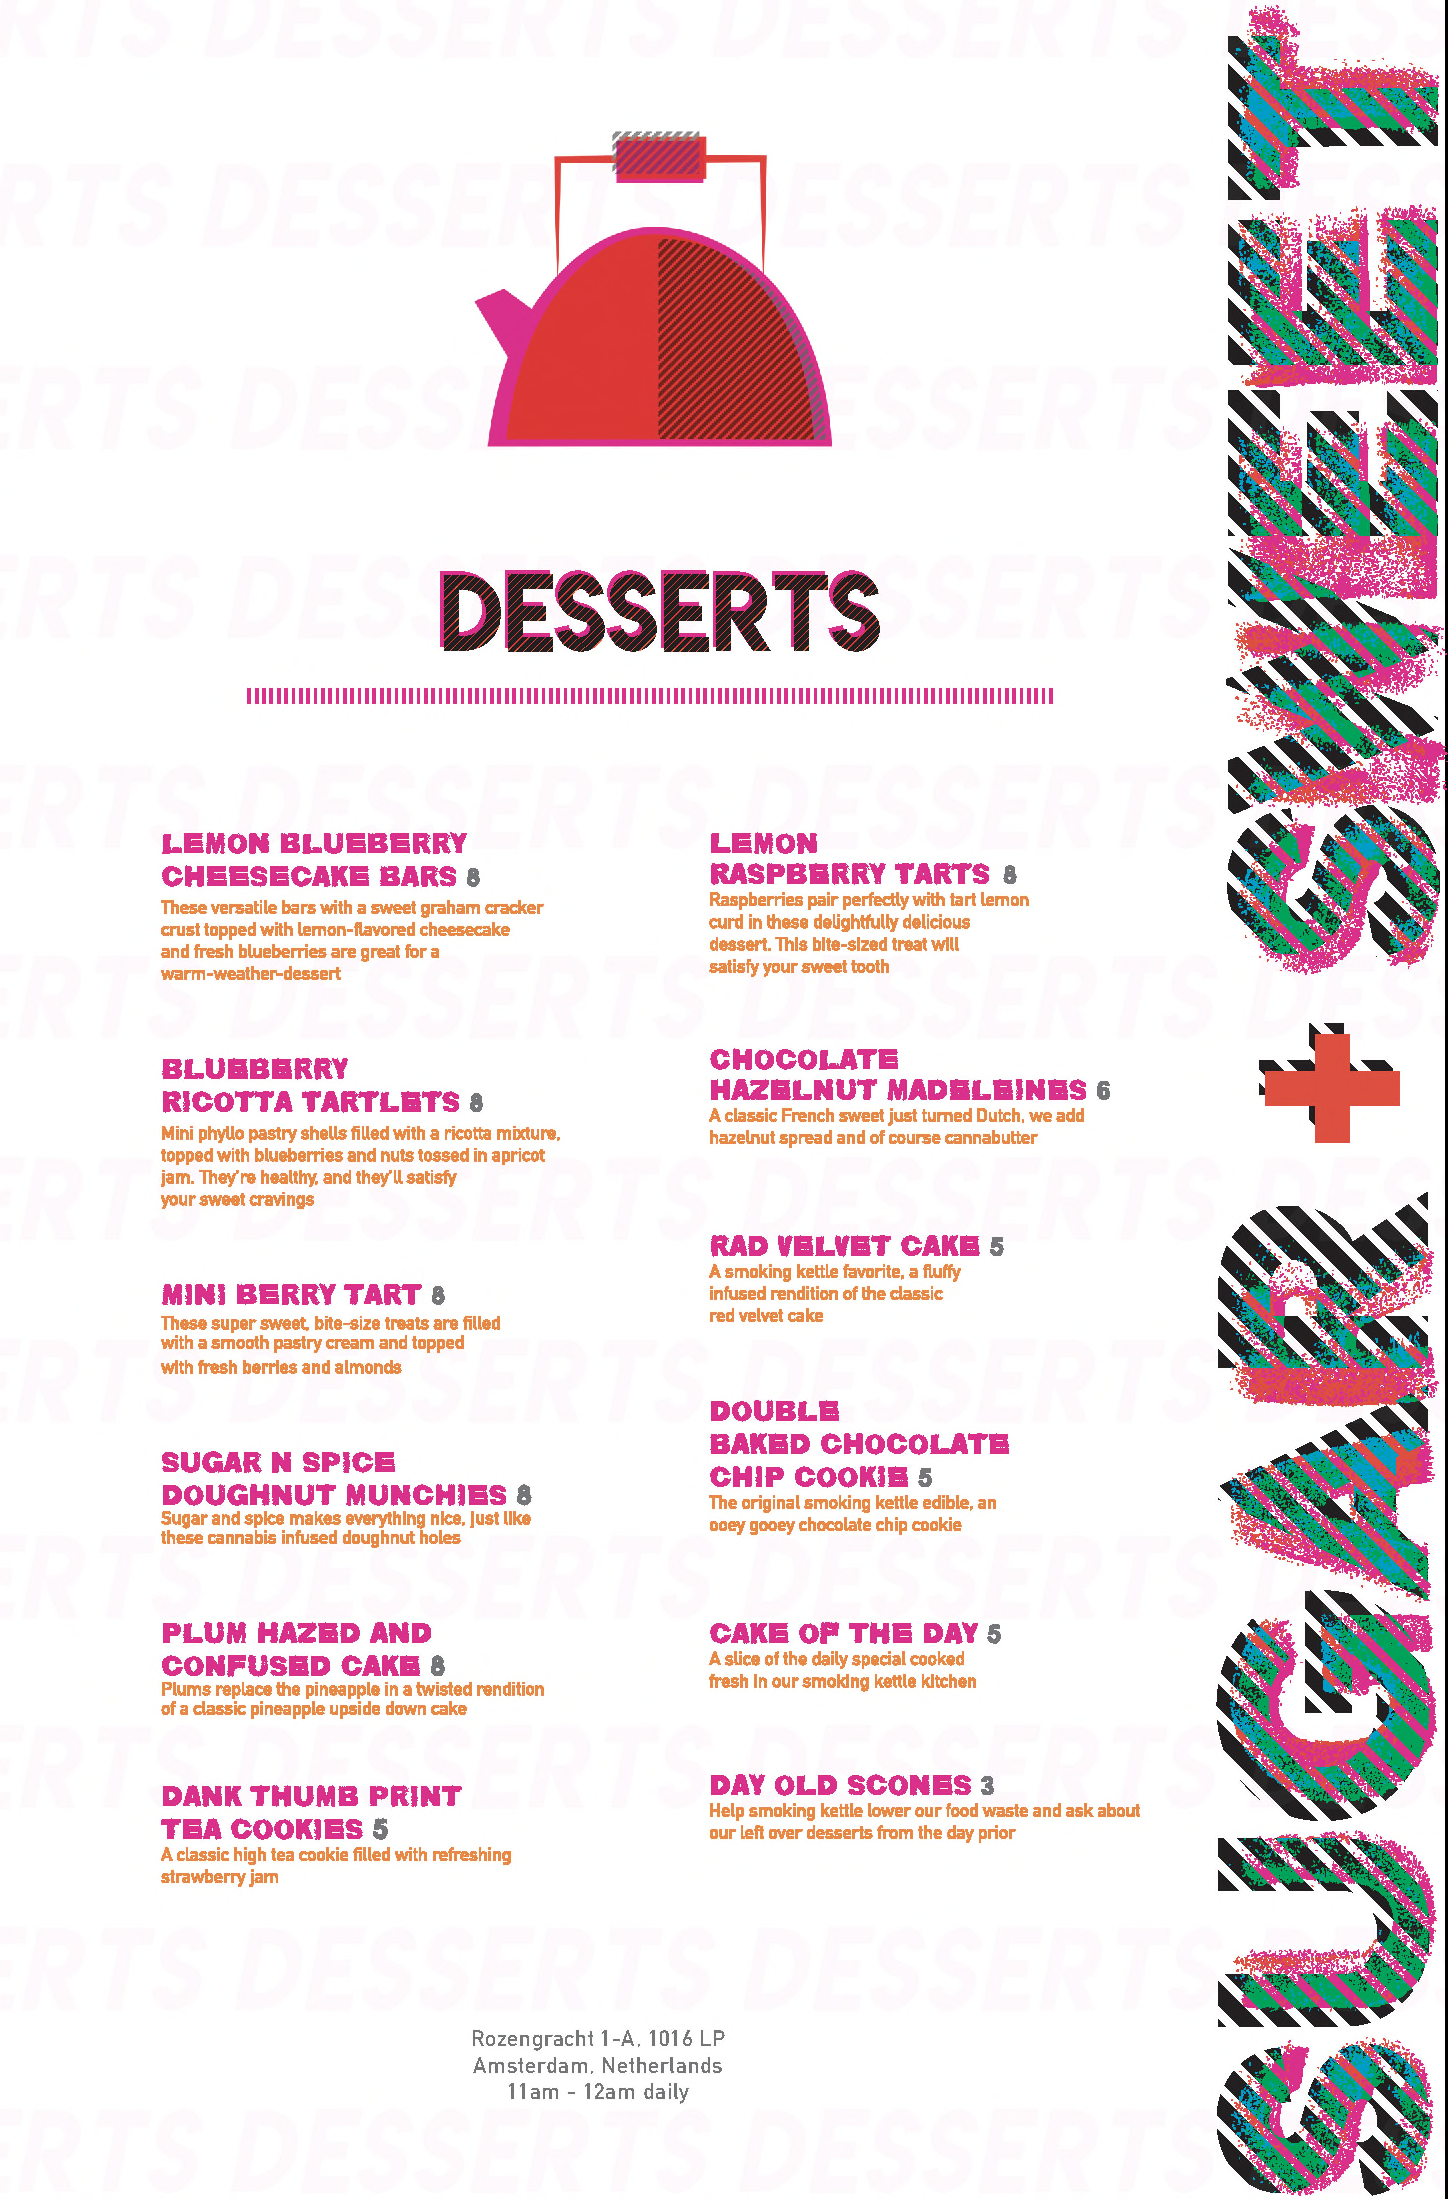 DESSERTS
LEMON BLUEBERRY
CHEESECAKE BARS 8
These versatile bars with a sweet graham cracker
crust topped with lemon-flavored cheesecake
and fresh blueberries are great for a
warm-weather-dessert
BLUEBERRY
RICOTTA TARTLETS 8
Mini phyllo pastry shells filled with a ricotta mixture,
topped with blueberries and nuts tossed in apricot
jam. They're healthy, and they'll satisfy
your sweet cravings
MINI BERRY TART 8
These super sweet, bite-size treats are filled
with a smooth pastry cream and topped
with fresh berries and almonds
SUGAR N SPICE
DOUGHNUT MUNCHIES 8
Sugar and spice makes everything nice, just like
these cannabis infused doughnut holes
PLUM HAZED AND
CONFUSED CAKE 8
Plums replace the pineapple in a twisted rendition
of a classic pineapple upside down cake
DANK THUMB PRINT
TEA COOKIES 5
A classic high tea cookie filled with refreshing
strawberry jam
LEMON
RASPBERRY TARTS 8
Raspberries pair perfectly with tart lemon
curd in these delightfully delicious
dessert. This bite-sized treat will
satisfy your sweet tooth
CHOCOLATE
HAZELNUT MADELEINES 6
A classic French sweet just turned Dutch, we add
hazelnut spread and of course cannabutter
RAD VELVET CAKE 5
A smoking kettle favorite, a fluffy
infused rendition of the classic
red velvet cake
DOUBLE
BAKED CHOCOLATE
CHIP COOKIE 5
The original smoking kettle edible, an
ooey gooey chocolate chip cookie
CAKE OF THE DAY 5
A slice of the daily special cooked
fresh in our smoking kettle kitchen
DAY OLD SCONES 3
Help smoking kettle lower our food waste and ask about
our left over desserts from the day prior
Rozengracht 1-A, 1016 LP
Amsterdam, Netherlands
11am - 12am daily
SUGAR + SWEET